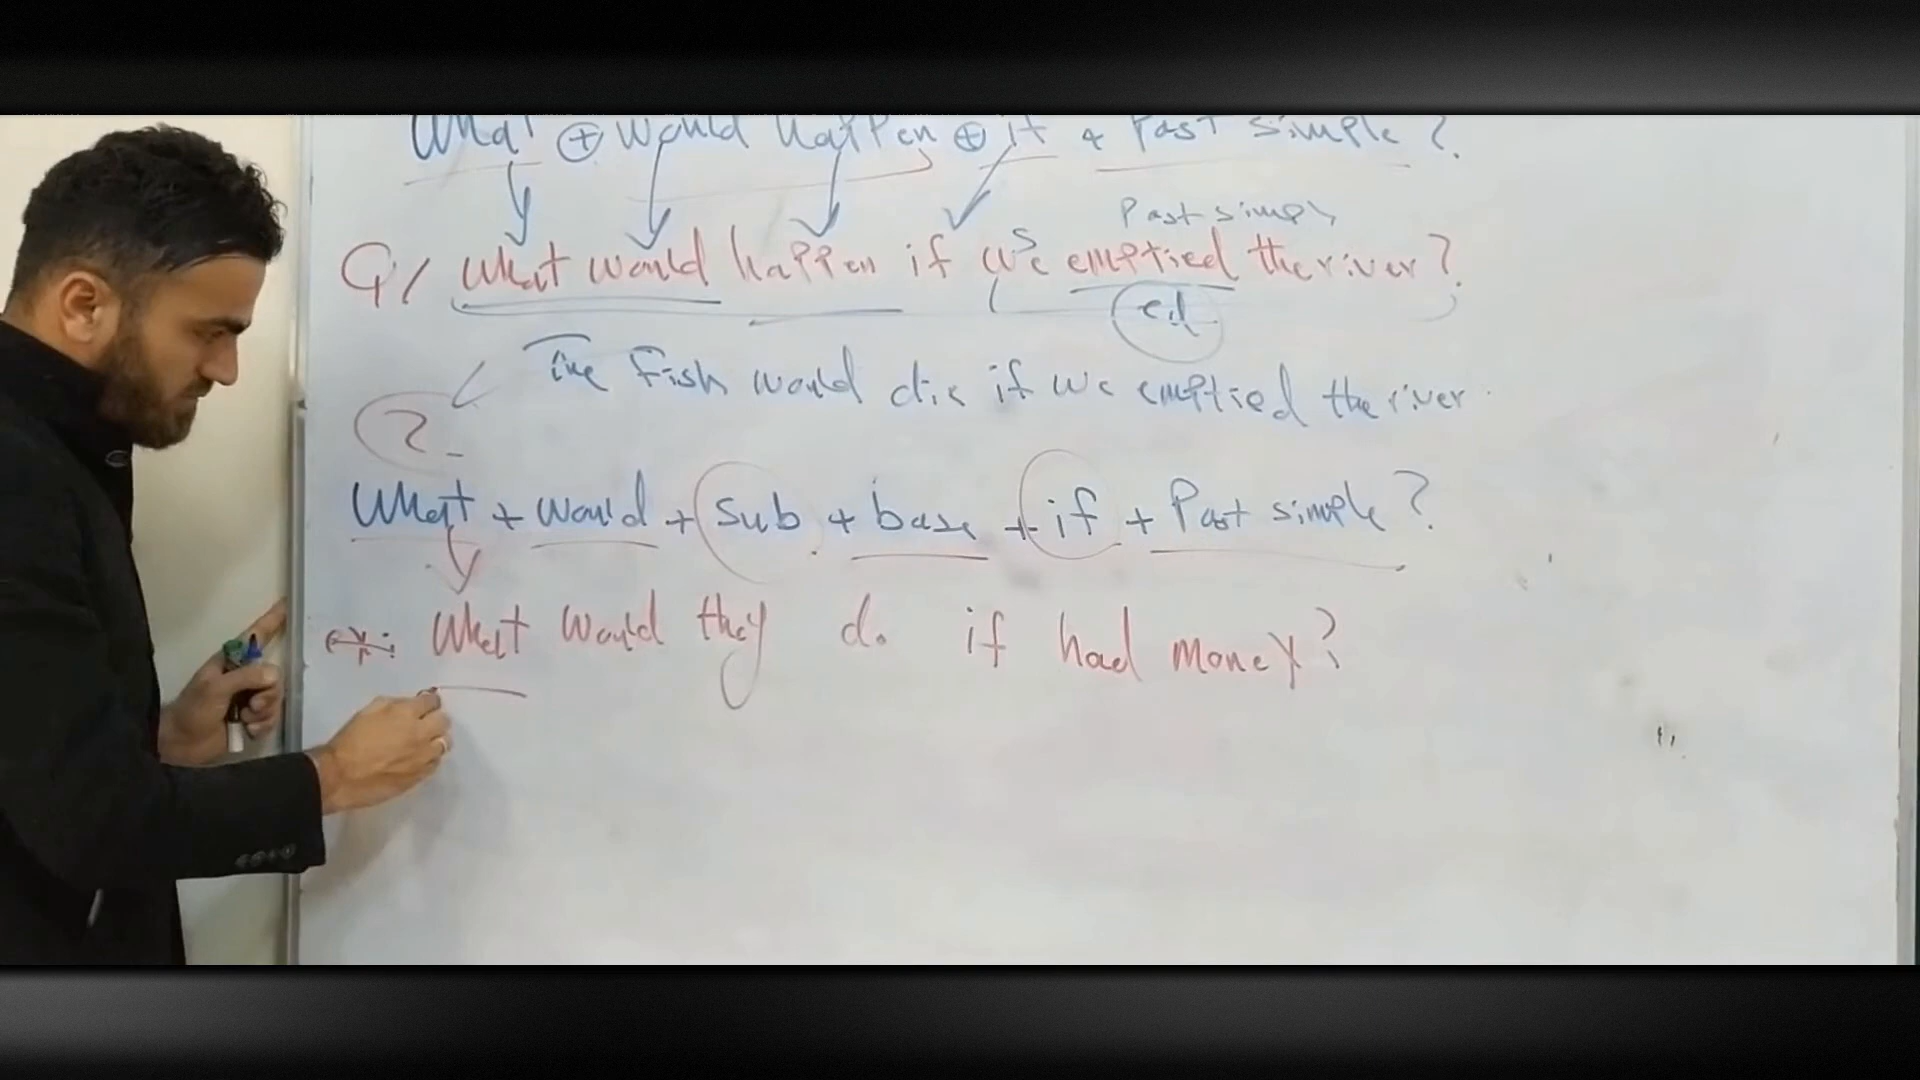 What ⊕ would happen ⊕ if + Past simple?
Past simple
Q/ What would happen if we emptied the river?
S
ed
The Fish would die if we emptied the river.
2-
What + would + sub + base + if + Past simple?
ex: What would they do if had money?